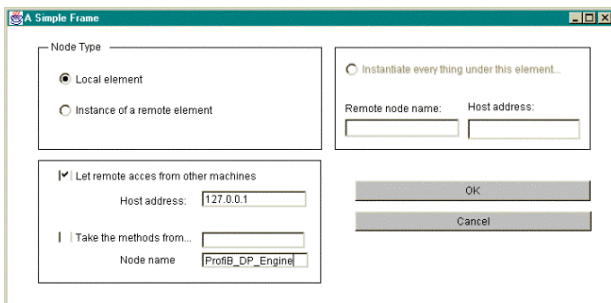 A Simple Frame
Node Type
Local element
Instance of a remote element
Instantiate every thing under this element...
Remote node name:
Host address:
Let remote acces from other machines
Host address:
127.0.0.1
Take the methods from...
Node name
ProfiB_DP_Engine
OK
Cancel